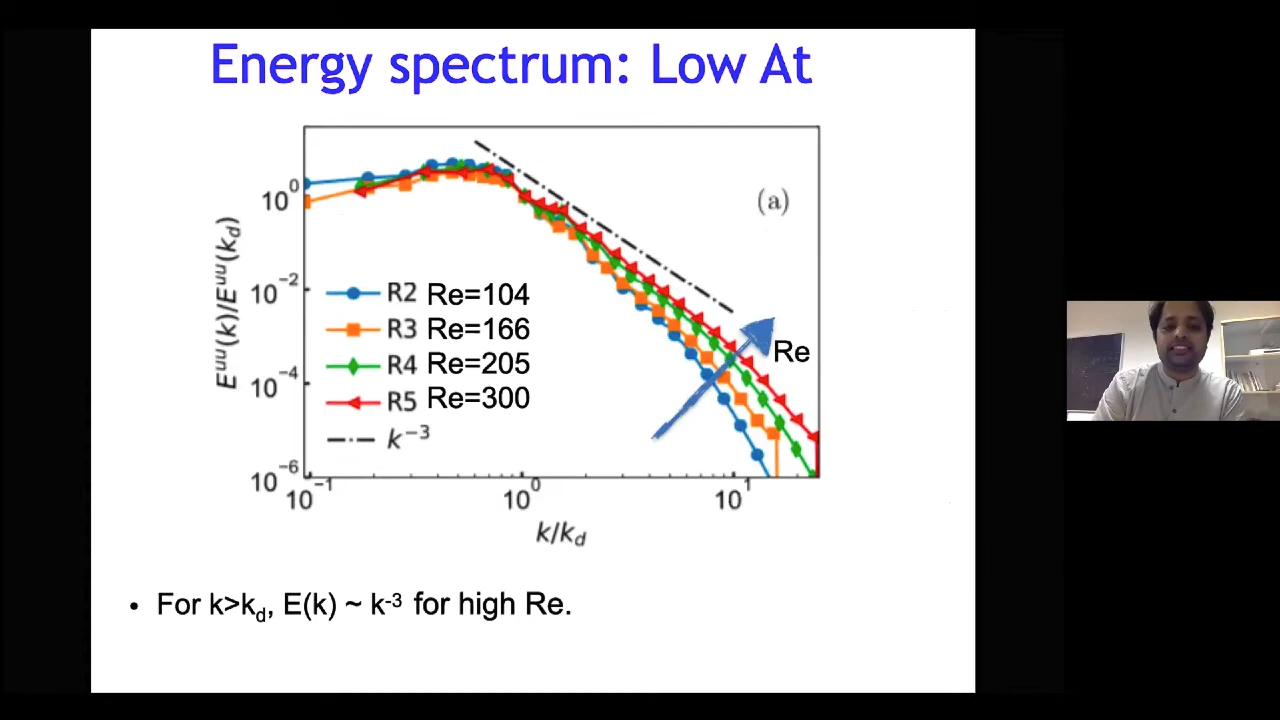 Energy spectrum: Low At
(a)
E^{uu}(k)/E^{uu}(k_d)
10^0
10^{-2}
10^{-4}
10^{-6}
R2 Re=104
R3 Re=166
R4 Re=205
R5 Re=300
k^{-3}
Re
10^{-1} 10^0 10^1
k/k_d
• For k>k_d, E(k) ~ k^{-3} for high Re.